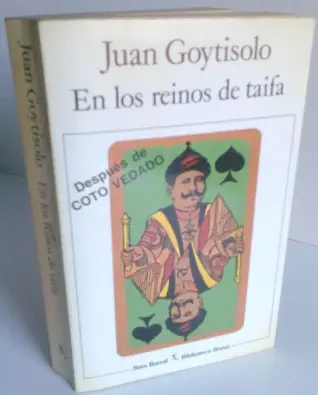 Juan Goytisolo
En los reinos de taifa
Después de
COTO VEDADO
Seix Barral Biblioteca Breve
Juan Goytisolo En los reinos de taifa